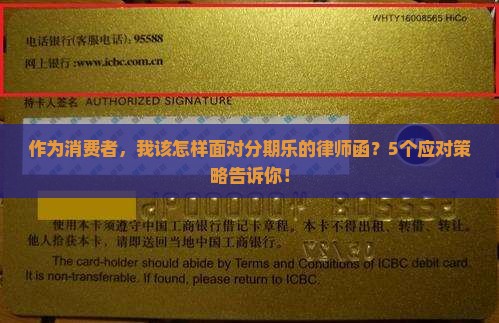 WHTY16008565 HiCo
电话银行(客服电话): 95588
网上银行:www.icbc.com.cn
持卡人签名 AUTHORIZED SIGNATURE
作为消费者，我该怎样面对分期乐的律师函？5个应对策
略告诉你！
使用本卡须遵守中国工商银行借记卡章程。本卡不得出租、转借、转让。
他人拾获本卡，请即送回当地中国工商银行。
The card-holder should abide by Terms and Conditions of ICBC debit card.
It is non-transferable. If found, please return to ICBC.